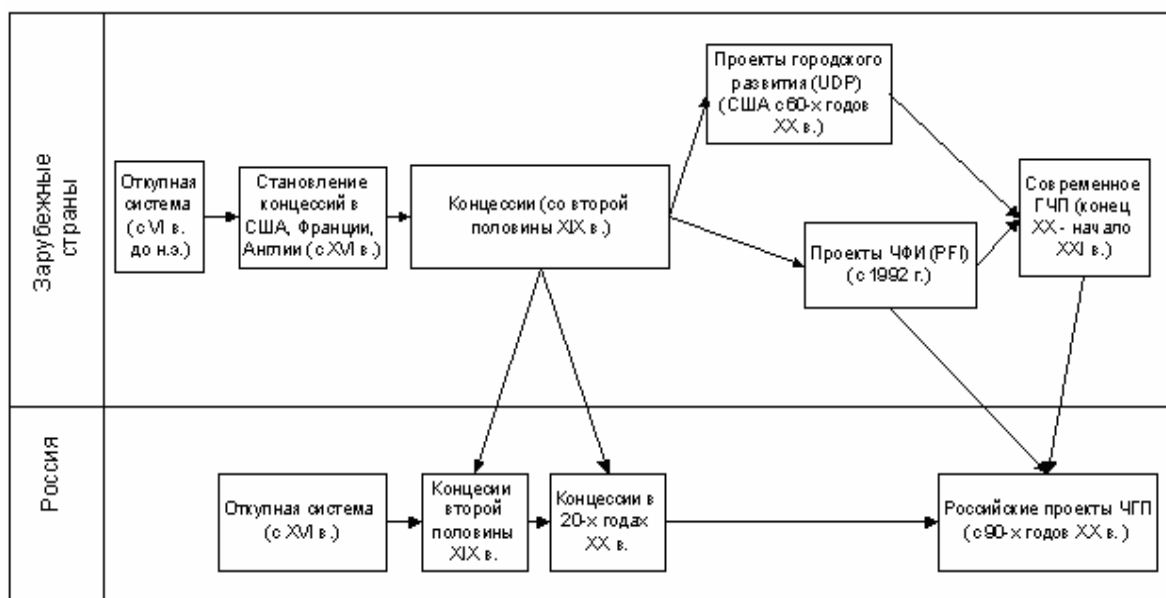 Зарубежные
страны
Откупная
система
(с VI в.
до н.э.)
Становление
концессий в
США, Франции,
Англии (с XVI в.)
Концессии (со второй
половины XIX в.)
Проекты городского
развития (UDP)
(США с 60-х годов
XX в.)
Проекты ЧФИ (PFI)
(с 1992 г.)
Современное
ГЧП (конец
XX - начало
XXI в.)
Россия
Откупная система
(с XVI в.)
Концесии
второй
половины
XIX в.
Концессии в
20-х годах
XX в.
Российские проекты ЧГП
(с 90-х годов XX в.)